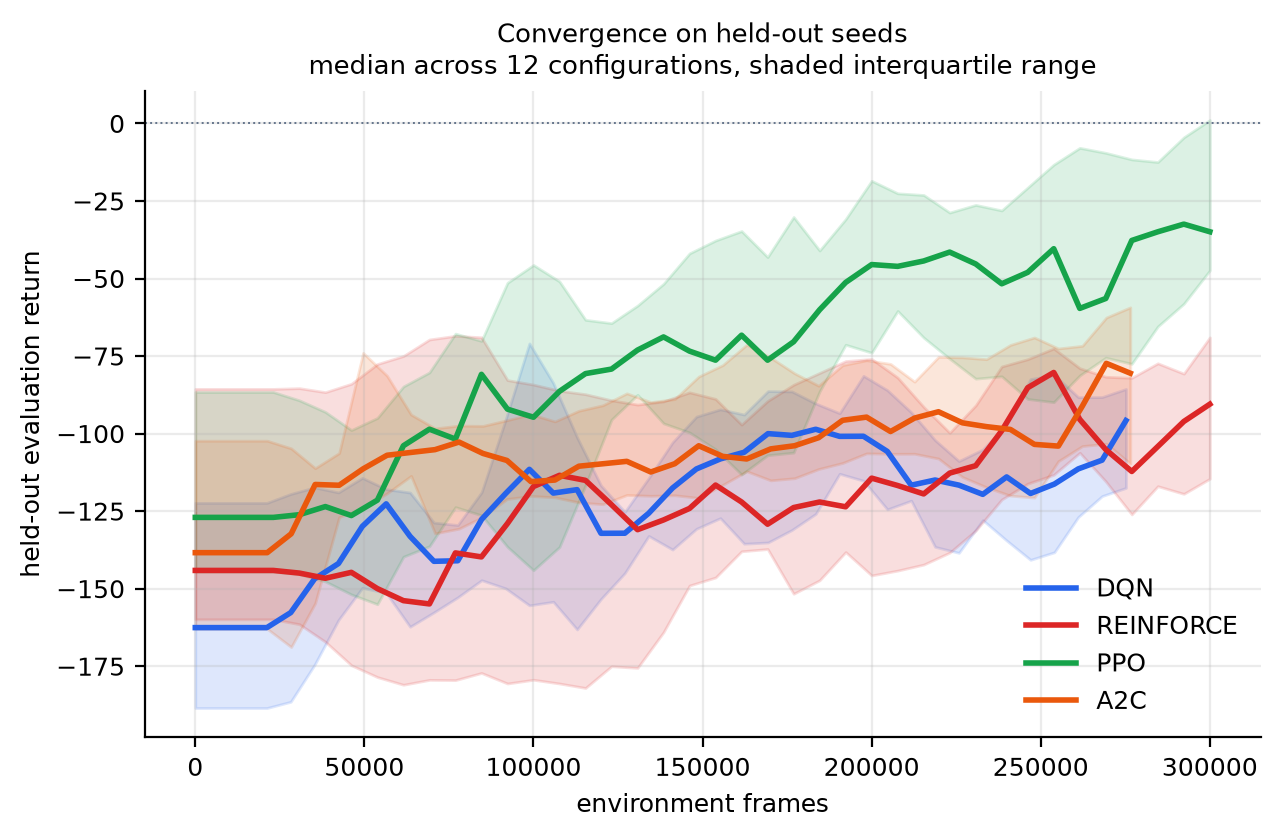 Convergence on held-out seeds
median across 12 configurations, shaded interquartile range
held-out evaluation return
0
−25
−50
−75
−100
−125
−150
−175
DQN
REINFORCE
PPO
A2C
0 50000 100000 150000 200000 250000 300000
environment frames